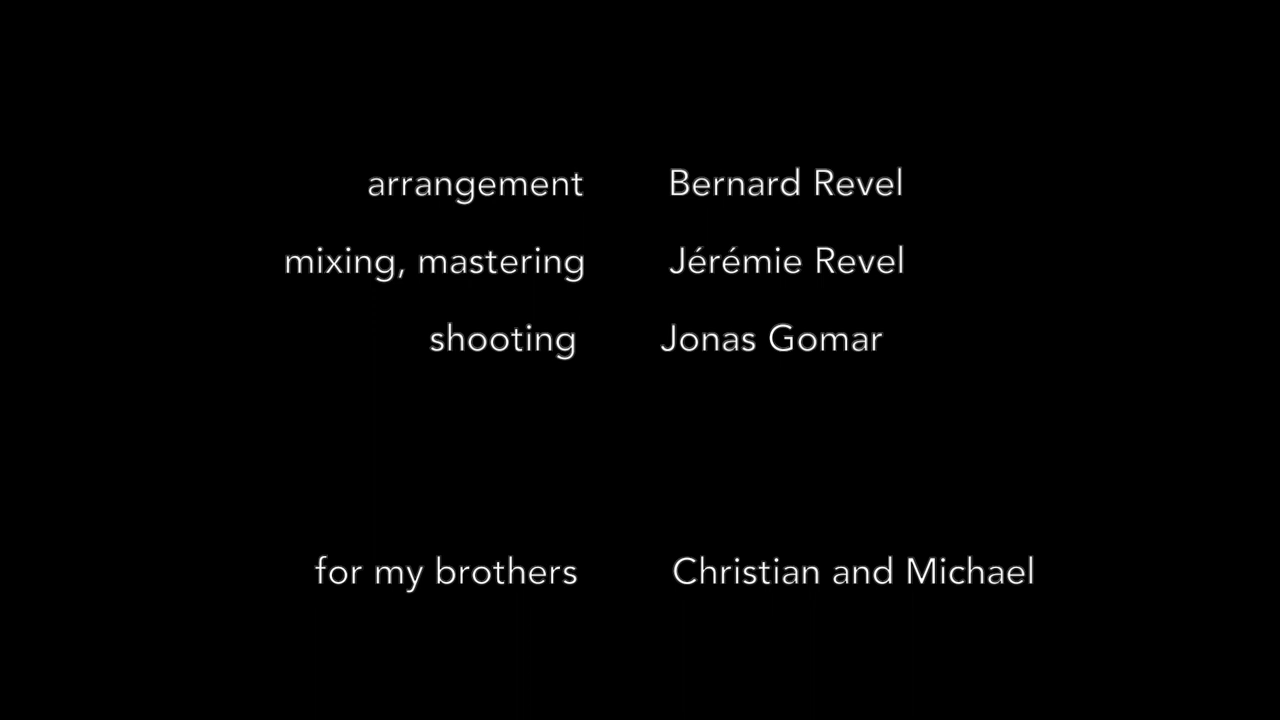 arrangement Bernard Revel
mixing, mastering Jérémie Revel
shooting Jonas Gomar
for my brothers Christian and Michael